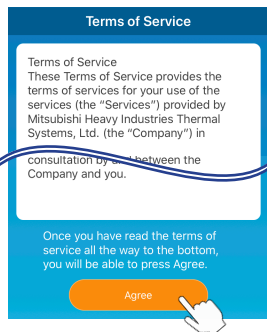 Terms of Service
Terms of Service
These Terms of Service provides the
terms of services for your use of the
services (the “Services”) provided by
Mitsubishi Heavy Industries Thermal
Systems, Ltd. (the “Company”) in
consultation by and between the
Company and you.
Once you have read the terms of
service all the way to the bottom,
you will be able to press Agree.
Agree